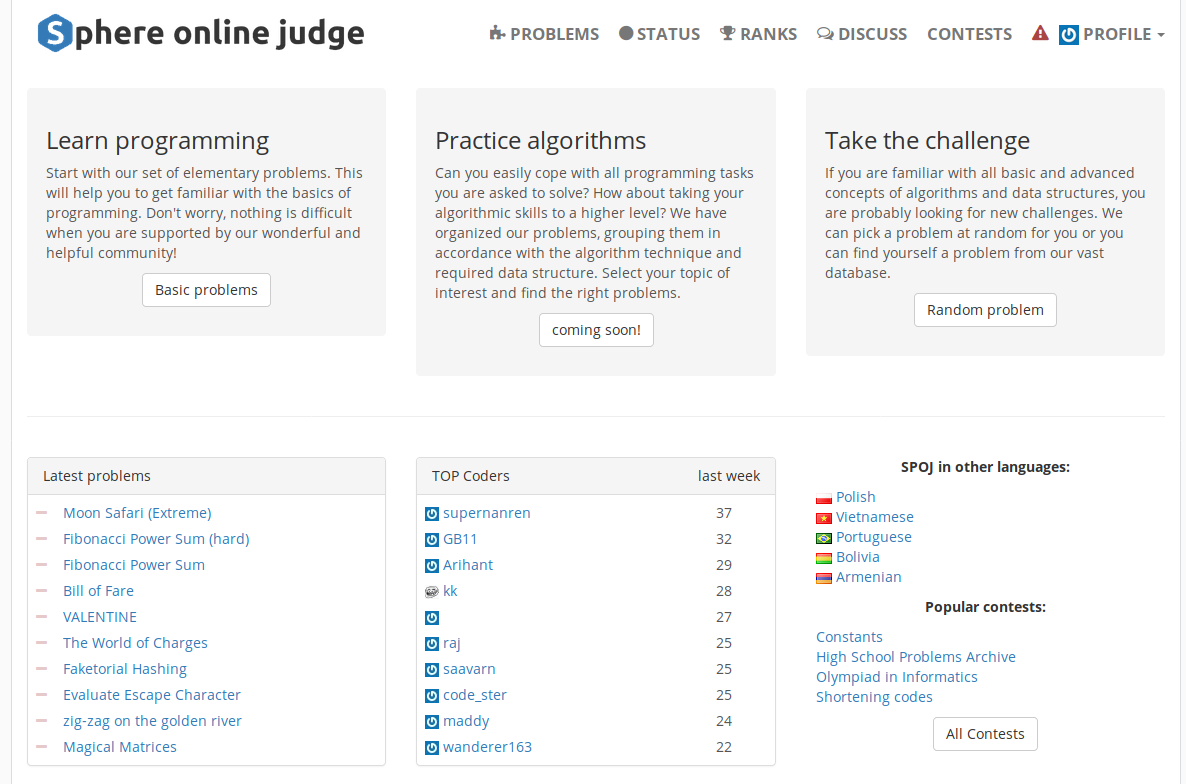 Sphere online judge
PROBLEMS STATUS RANKS DISCUSS CONTESTS PROFILE
Learn programming
Start with our set of elementary problems. This
will help you to get familiar with the basics of
programming. Don't worry, nothing is difficult
when you are supported by our wonderful and
helpful community!
Basic problems
Practice algorithms
Can you easily cope with all programming tasks
you are asked to solve? How about taking your
algorithmic skills to a higher level? We have
organized our problems, grouping them in
accordance with the algorithm technique and
required data structure. Select your topic of
interest and find the right problems.
coming soon!
Take the challenge
If you are familiar with all basic and advanced
concepts of algorithms and data structures, you
are probably looking for new challenges. We
can pick a problem at random for you or you
can find yourself a problem from our vast
database.
Random problem
Latest problems
Moon Safari (Extreme)
Fibonacci Power Sum (hard)
Fibonacci Power Sum
Bill of Fare
VALENTINE
The World of Charges
Faketorial Hashing
Evaluate Escape Character
zig-zag on the golden river
Magical Matrices
TOP Coders last week
supernanren 37
GB11 32
Arihant 29
kk 28
27
raj 25
saavarn 25
code_ster 25
maddy 24
wanderer163 22
SPOJ in other languages:
Polish
Vietnamese
Portuguese
Bolivia
Armenian
Popular contests:
Constants
High School Problems Archive
Olympiad in Informatics
Shortening codes
All Contests